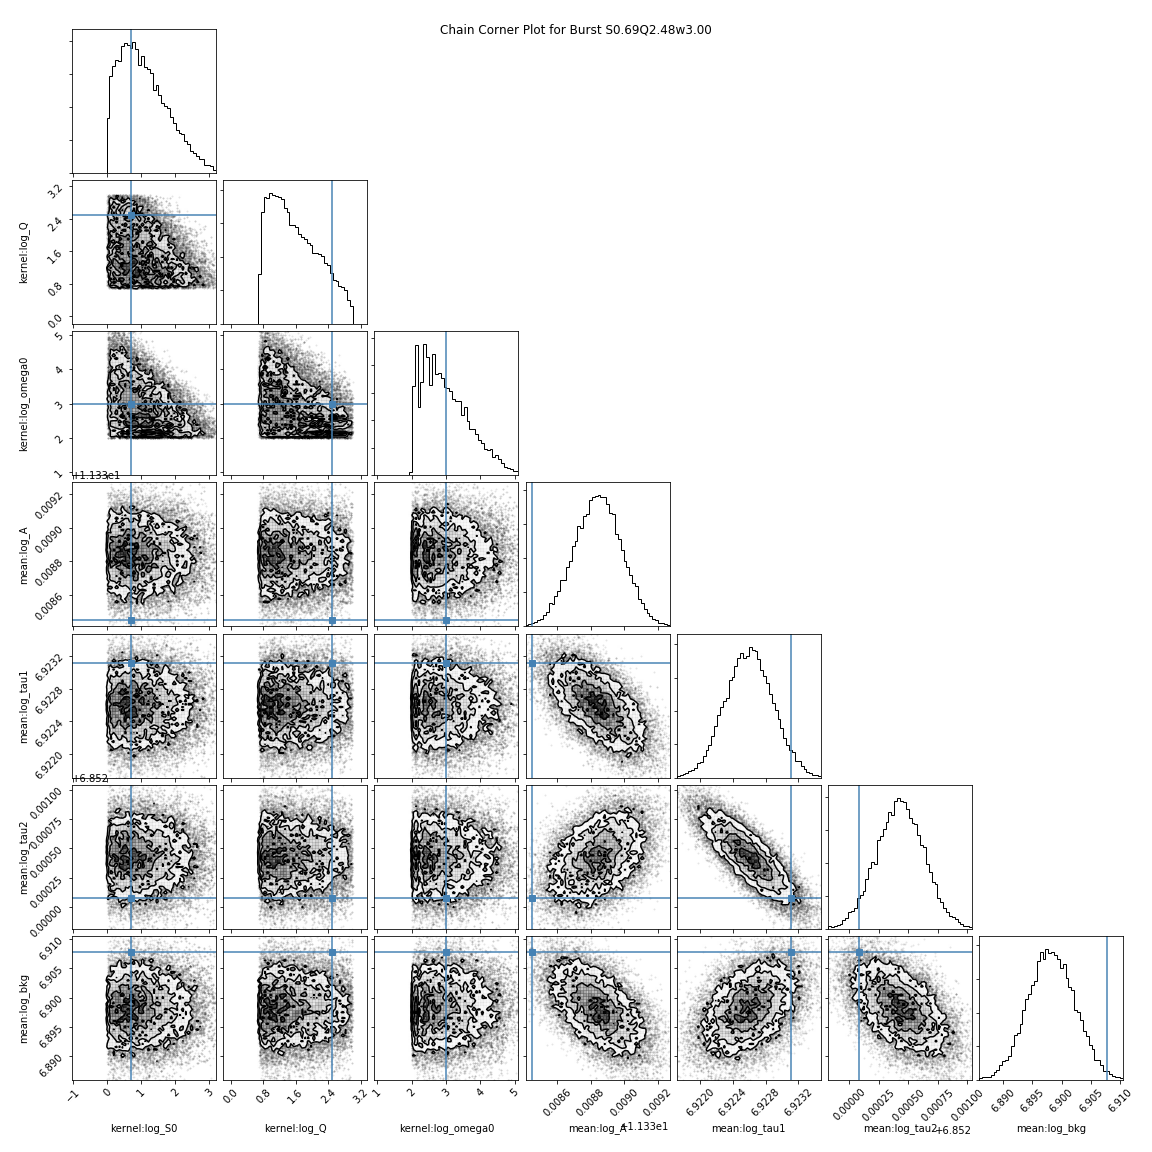 Chain Corner Plot for Burst S0.69Q2.48w3.00
kernel:log_Q
3.2
2.4
1.6
0.8
0.0
kernel:log_omega0
5
4
3
2
1
+1.133e1
mean:log_A
0.0092
0.0090
0.0088
0.0086
mean:log_tau1
6.9232
6.9228
6.9224
6.9220
+6.852
mean:log_tau2
0.00100
0.00075
0.00050
0.00025
0.00000
mean:log_bkg
6.910
6.905
6.900
6.895
6.890
−1 0 1 2 3
0.0 0.8 1.6 2.4 3.2
1 2 3 4 5
0.0086 0.0088 0.0090 0.0092
6.9220 6.9224 6.9228 6.9232
0.00000 0.00025 0.00050 0.00075 0.00100
6.890 6.895 6.900 6.905 6.910
kernel:log_S0 kernel:log_Q kernel:log_omega0 mean:log_A +1.133e1 mean:log_tau1 mean:log_tau2 +6.852 mean:log_bkg